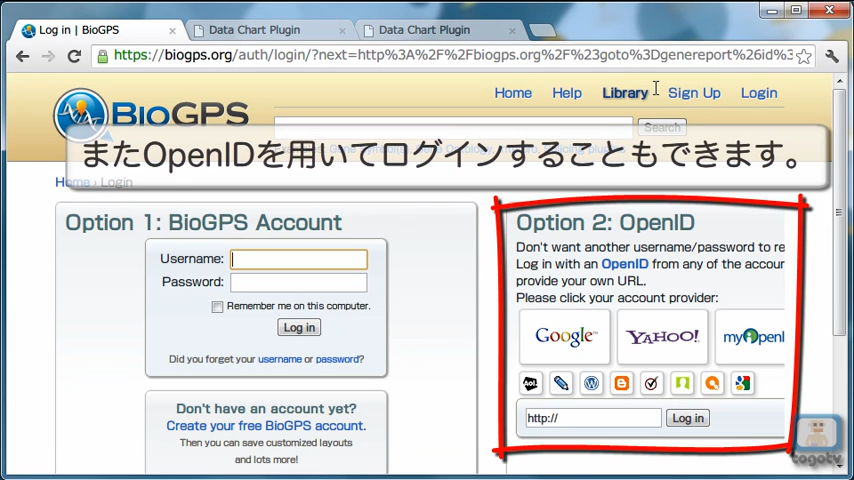 Log in | BioGPS
Data Chart Plugin
Data Chart Plugin
https://biogps.org/auth/login/?next=http%3A%2F%2Fbiogps.org%2F%23goto%3Dgenereport%26id%3
Home Help Library Sign Up Login
BioGPS
Search
またOpenIDを用いてログインすることもできます。
Home › Login
Option 1: BioGPS Account
Username:
Password:
Remember me on this computer.
Log in
Did you forget your username or password?
Don't have an account yet?
Create your free BioGPS account.
Then you can save customized layouts
and lots more!
Option 2: OpenID
Don't want another username/password to re
Log in with an OpenID from any of the accour
provide your own URL.
Please click your account provider:
Google™
YAHOO!
myOpenI
Aol.
http://
Log in
togotv